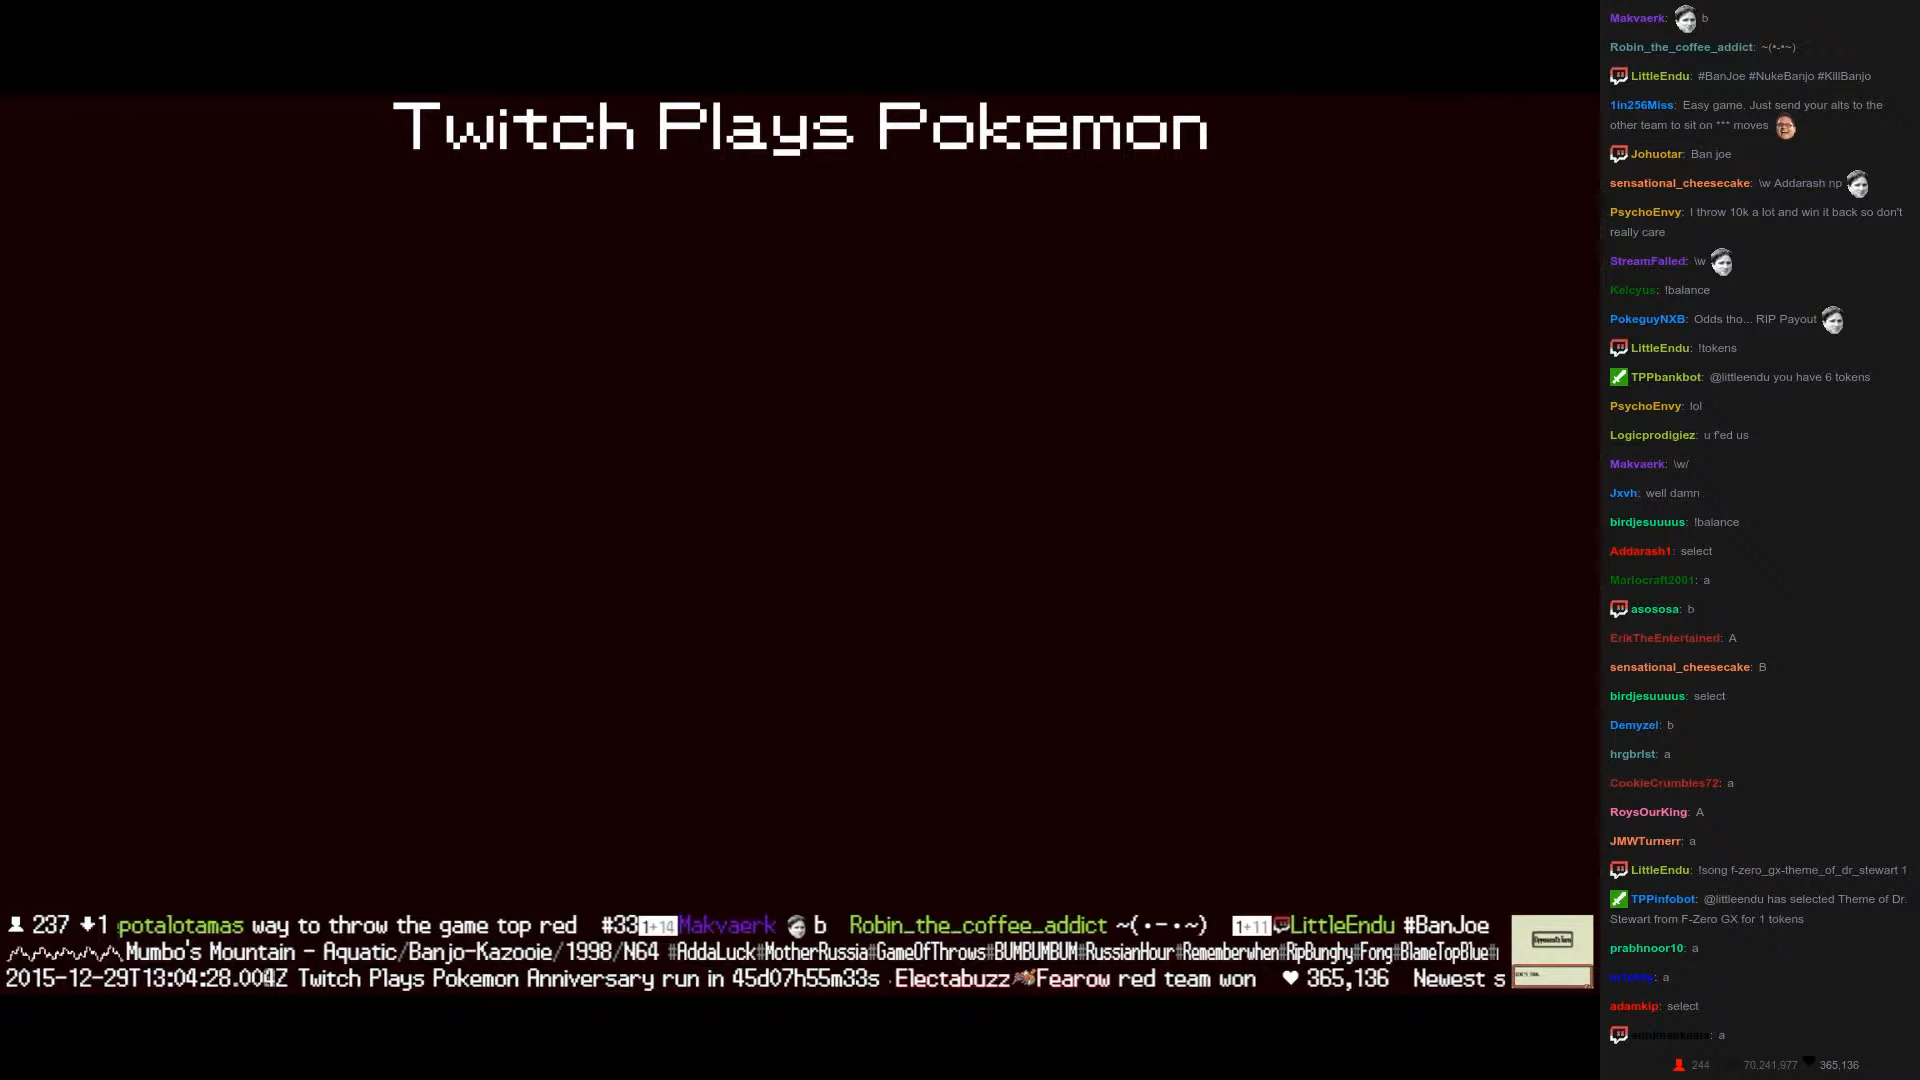 Twitch Plays Pokemon
237 1 potalotamas way to throw the game top red #33 1+14 Makvaerk b Robin_the_coffee_addict ~(•-•~) 1+11 LittleEndu #BanJoe
Mumbo's Mountain - Aquatic/Banjo-Kazooie/1998/N64 #AddaLuck#MotherRussia#GameOfThrows#BUMBUMBUM#RussianHour#Rememberwhen#RipBunghy#Fong#BlameTopBlue#
2015-12-29T13:04:28.004Z Twitch Plays Pokemon Anniversary run in 45d07h55m33s Electabuzz Fearow red team won 365,136 Newest s
Makvaerk: b
Robin_the_coffee_addict: ~(•-•~)
LittleEndu: #BanJoe #NukeBanjo #KillBanjo
1in256Miss: Easy game. Just send your alts to the
other team to sit on *** moves
Johuotar: Ban joe
sensational_cheesecake: \w Addarash np
PsychoEnvy: I throw 10k a lot and win it back so don't
really care
StreamFalled: \w
Keicyus: !balance
PokeguyNXB: Odds tho... RIP Payout
LittleEndu: !tokens
TPPbankbot: @littleendu you have 6 tokens
PsychoEnvy: lol
Logicprodigiez: u f'ed us
Makvaerk: \w/
Jxvh: well damn
birdjesuuuus: !balance
Addarash1: select
Mariocraft2001: a
asososa: b
ErikTheEntertained: A
sensational_cheesecake: B
birdjesuuuus: select
Demyzel: b
hrgbrlst: a
CookieCrumbles72: a
RoysOurKing: A
JMWTurnerr: a
LittleEndu: !song f-zero_gx-theme_of_dr_stewart 1
TPPinfobot: @littleendu has selected Theme of Dr.
Stewart from F-Zero GX for 1 tokens
prabhnoor10: a
: a
adamkip: select
: a
244 70,241,977 365,136